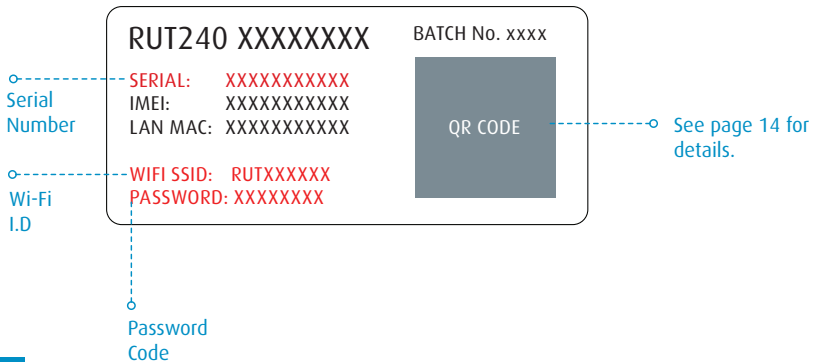 RUT240 XXXXXXXX
BATCH No. xxxx
SERIAL: XXXXXXXXXXX
IMEI: XXXXXXXXXXX
LAN MAC: XXXXXXXXXXX
WIFI SSID: RUTXXXXXX
PASSWORD: XXXXXXXX
QR CODE
Serial
Number
Wi-Fi
I.D
Password
Code
See page 14 for
details.